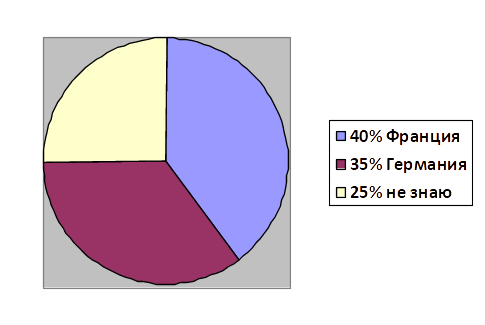 40% Франция
35% Германия
25% не знаю